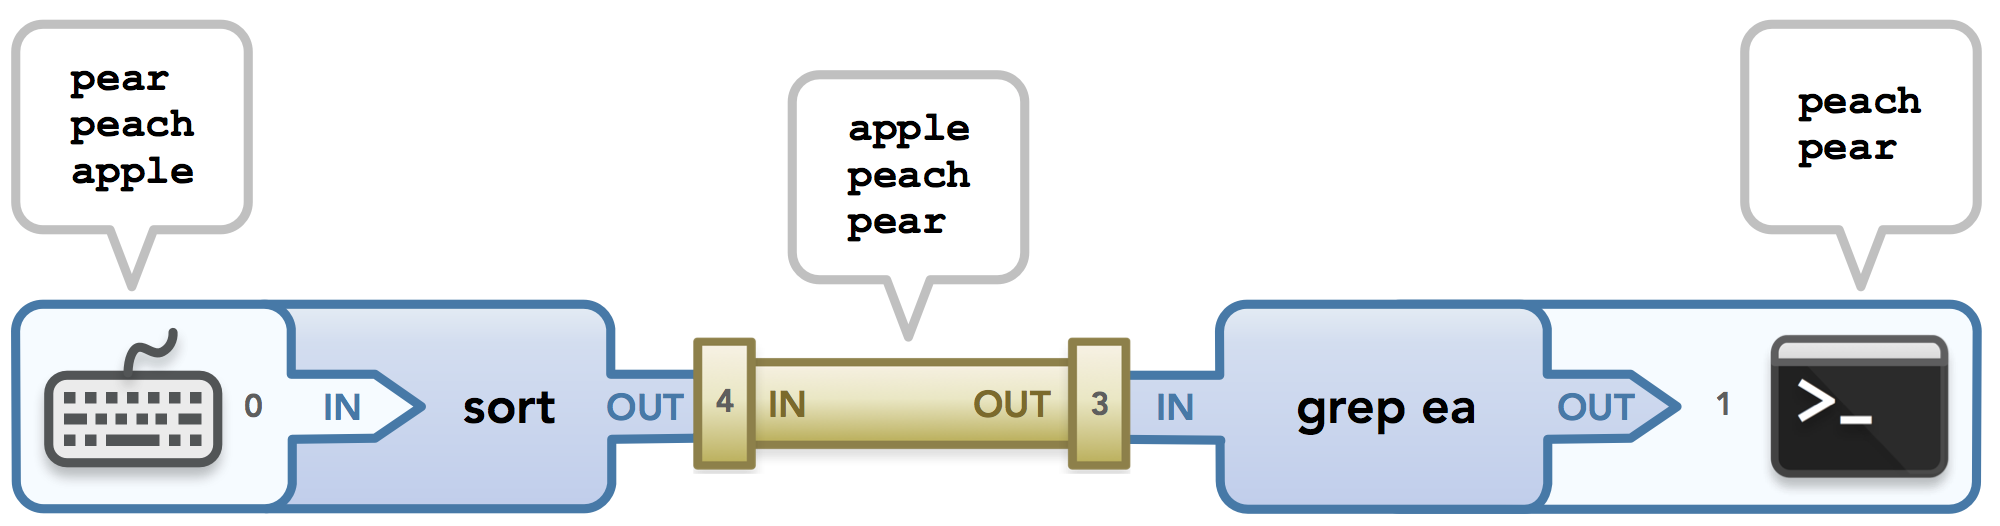 pear
peach
apple
apple
peach
pear
peach
pear
0 IN sort OUT 4 IN OUT 3 IN grep ea OUT 1 >_